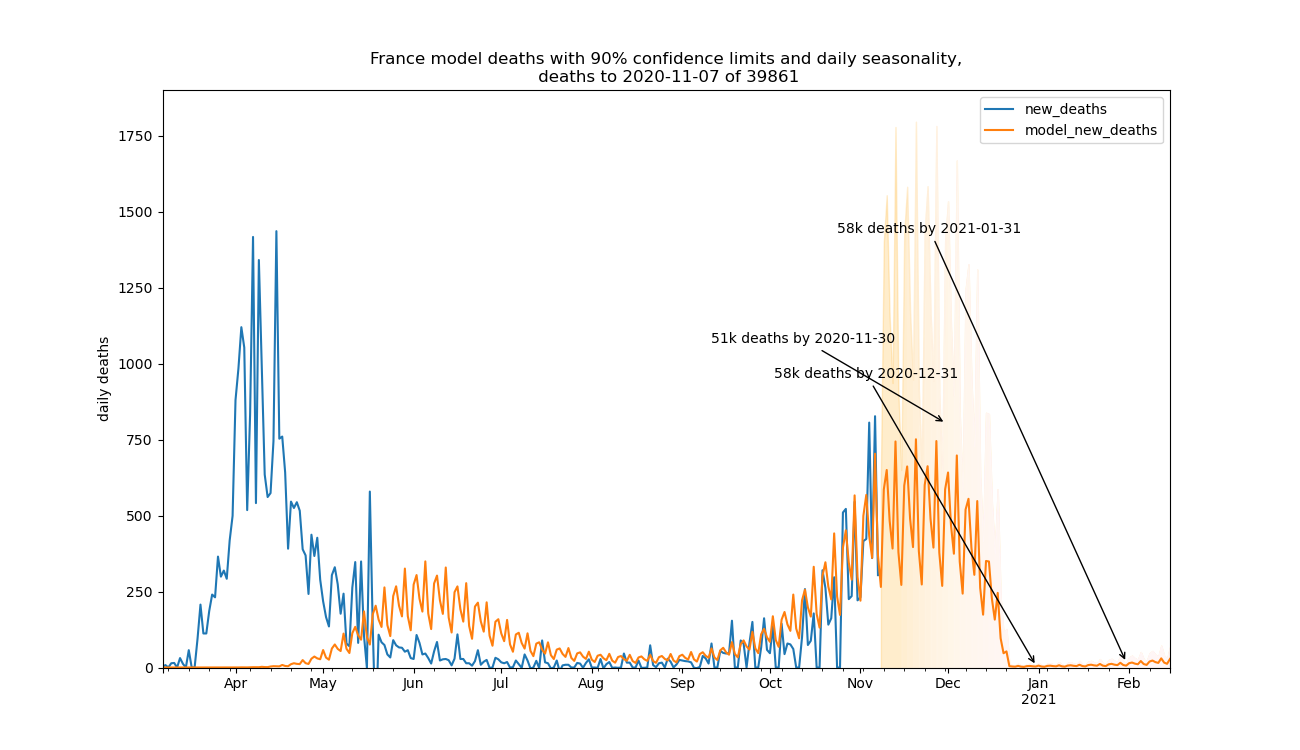 France model deaths with 90% confidence limits and daily seasonality,
deaths to 2020-11-07 of 39861
new_deaths
model_new_deaths
daily deaths
1750
1500
1250
1000
750
500
250
0
58k deaths by 2021-01-31
51k deaths by 2020-11-30
58k deaths by 2020-12-31
Apr May Jun Jul Aug Sep Oct Nov Dec Jan Feb
2021